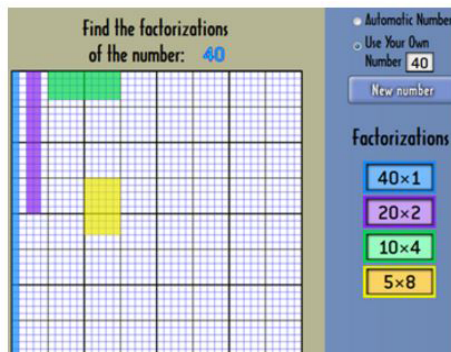 Find the factorizations
of the number: 40
Automatic Number
Use Your Own
Number 40
New number
Factorizations
40×1
20×2
10×4
5×8